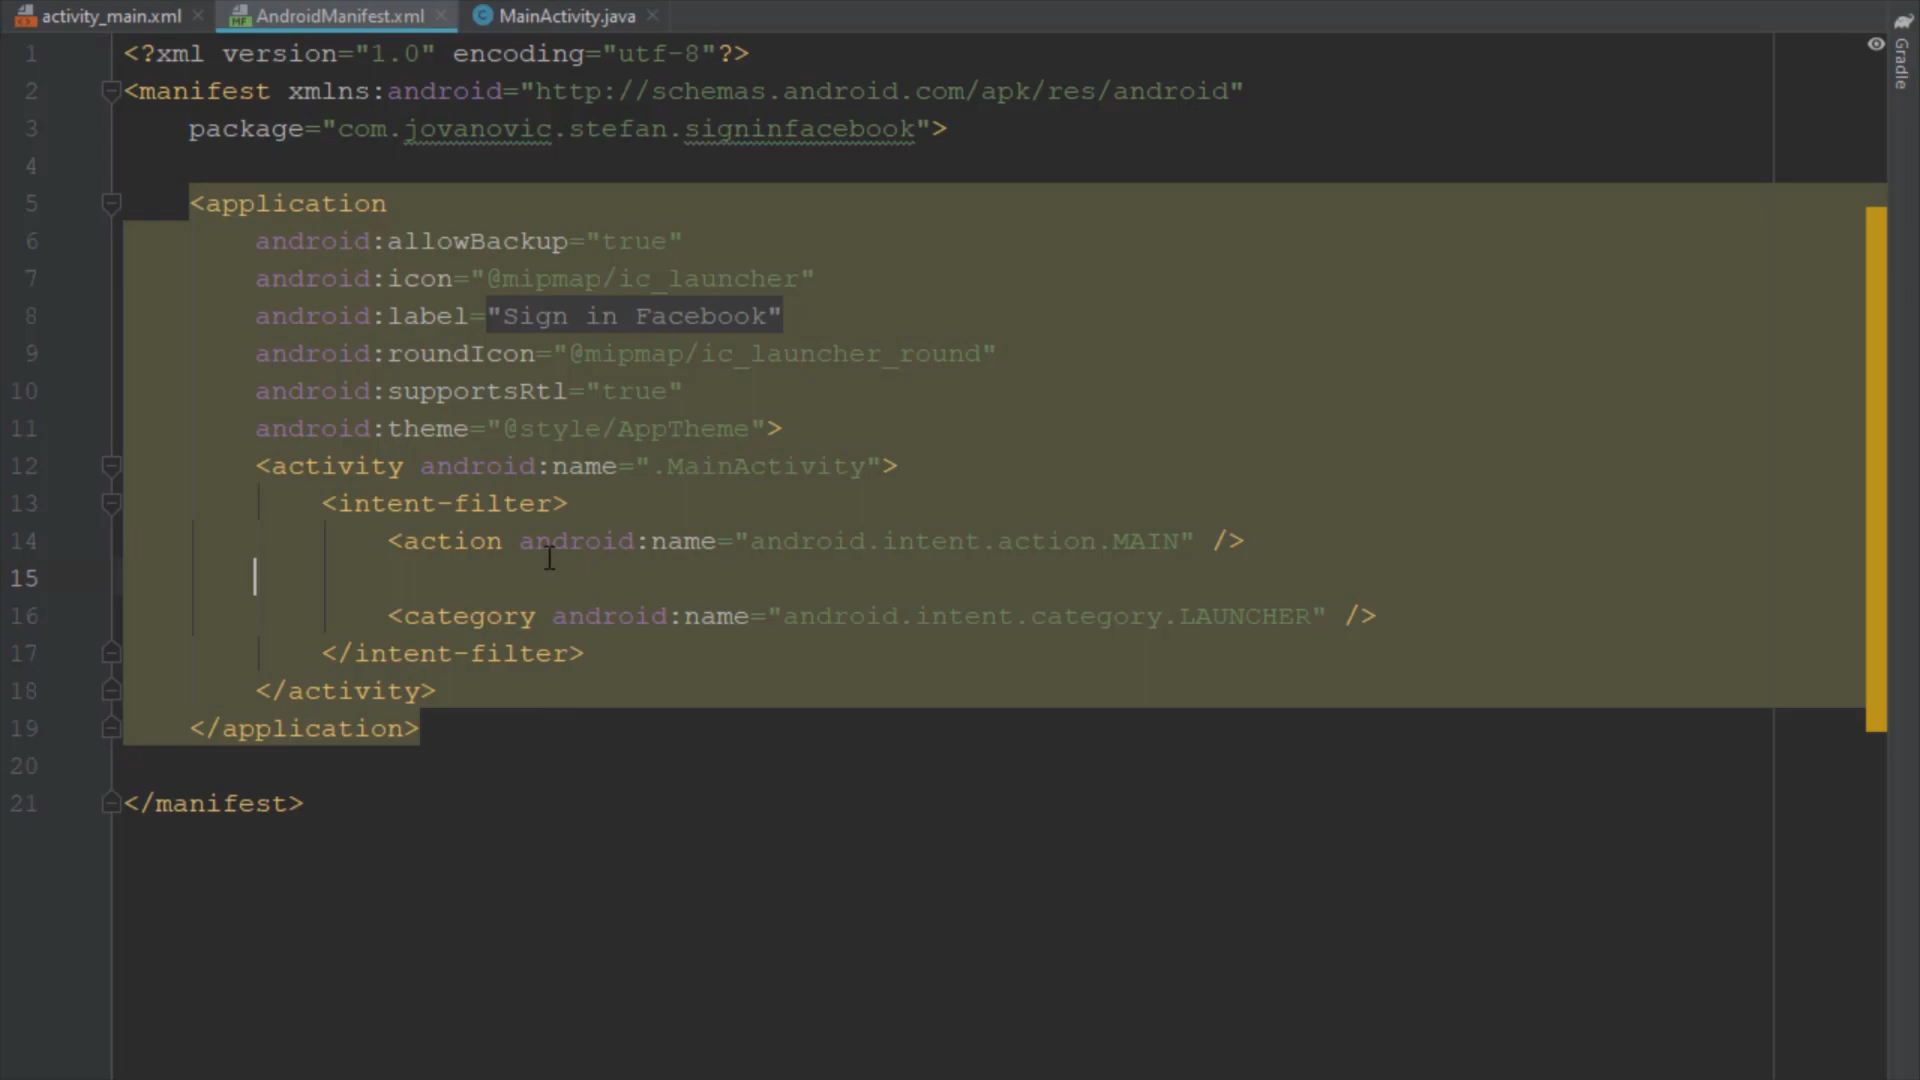 activity_main.xml AndroidManifest.xml MainActivity.java
Gradle
1 <?xml version="1.0" encoding="utf-8"?>
2 <manifest xmlns:android="http://schemas.android.com/apk/res/android"
3     package="com.jovanovic.stefan.signinfacebook">
4
5     <application
6         android:allowBackup="true"
7         android:icon="@mipmap/ic_launcher"
8         android:label="Sign in Facebook"
9         android:roundIcon="@mipmap/ic_launcher_round"
10         android:supportsRtl="true"
11         android:theme="@style/AppTheme">
12         <activity android:name=".MainActivity">
13             <intent-filter>
14                 <action android:name="android.intent.action.MAIN" />
15
16                 <category android:name="android.intent.category.LAUNCHER" />
17             </intent-filter>
18         </activity>
19     </application>
20
21 </manifest>